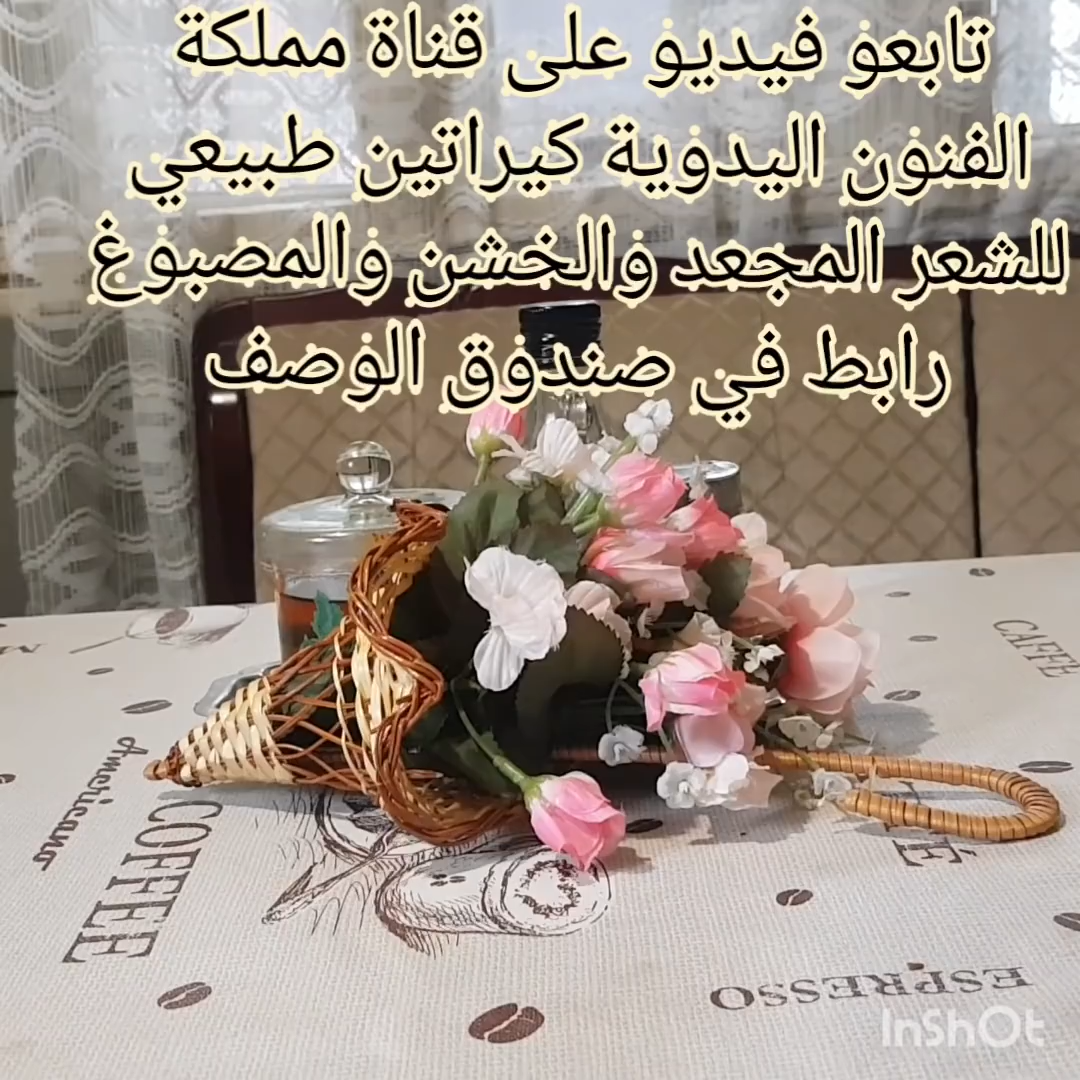 تابعو فيديو على قناة مملكة
الفنون اليدوية كيراتين طبيعي
للشعر المجعد والخشن والمصبوغ
رابط في صندوق الوصف
CAFFE
Americano
COFFEE
ESPRESSO
InShOt